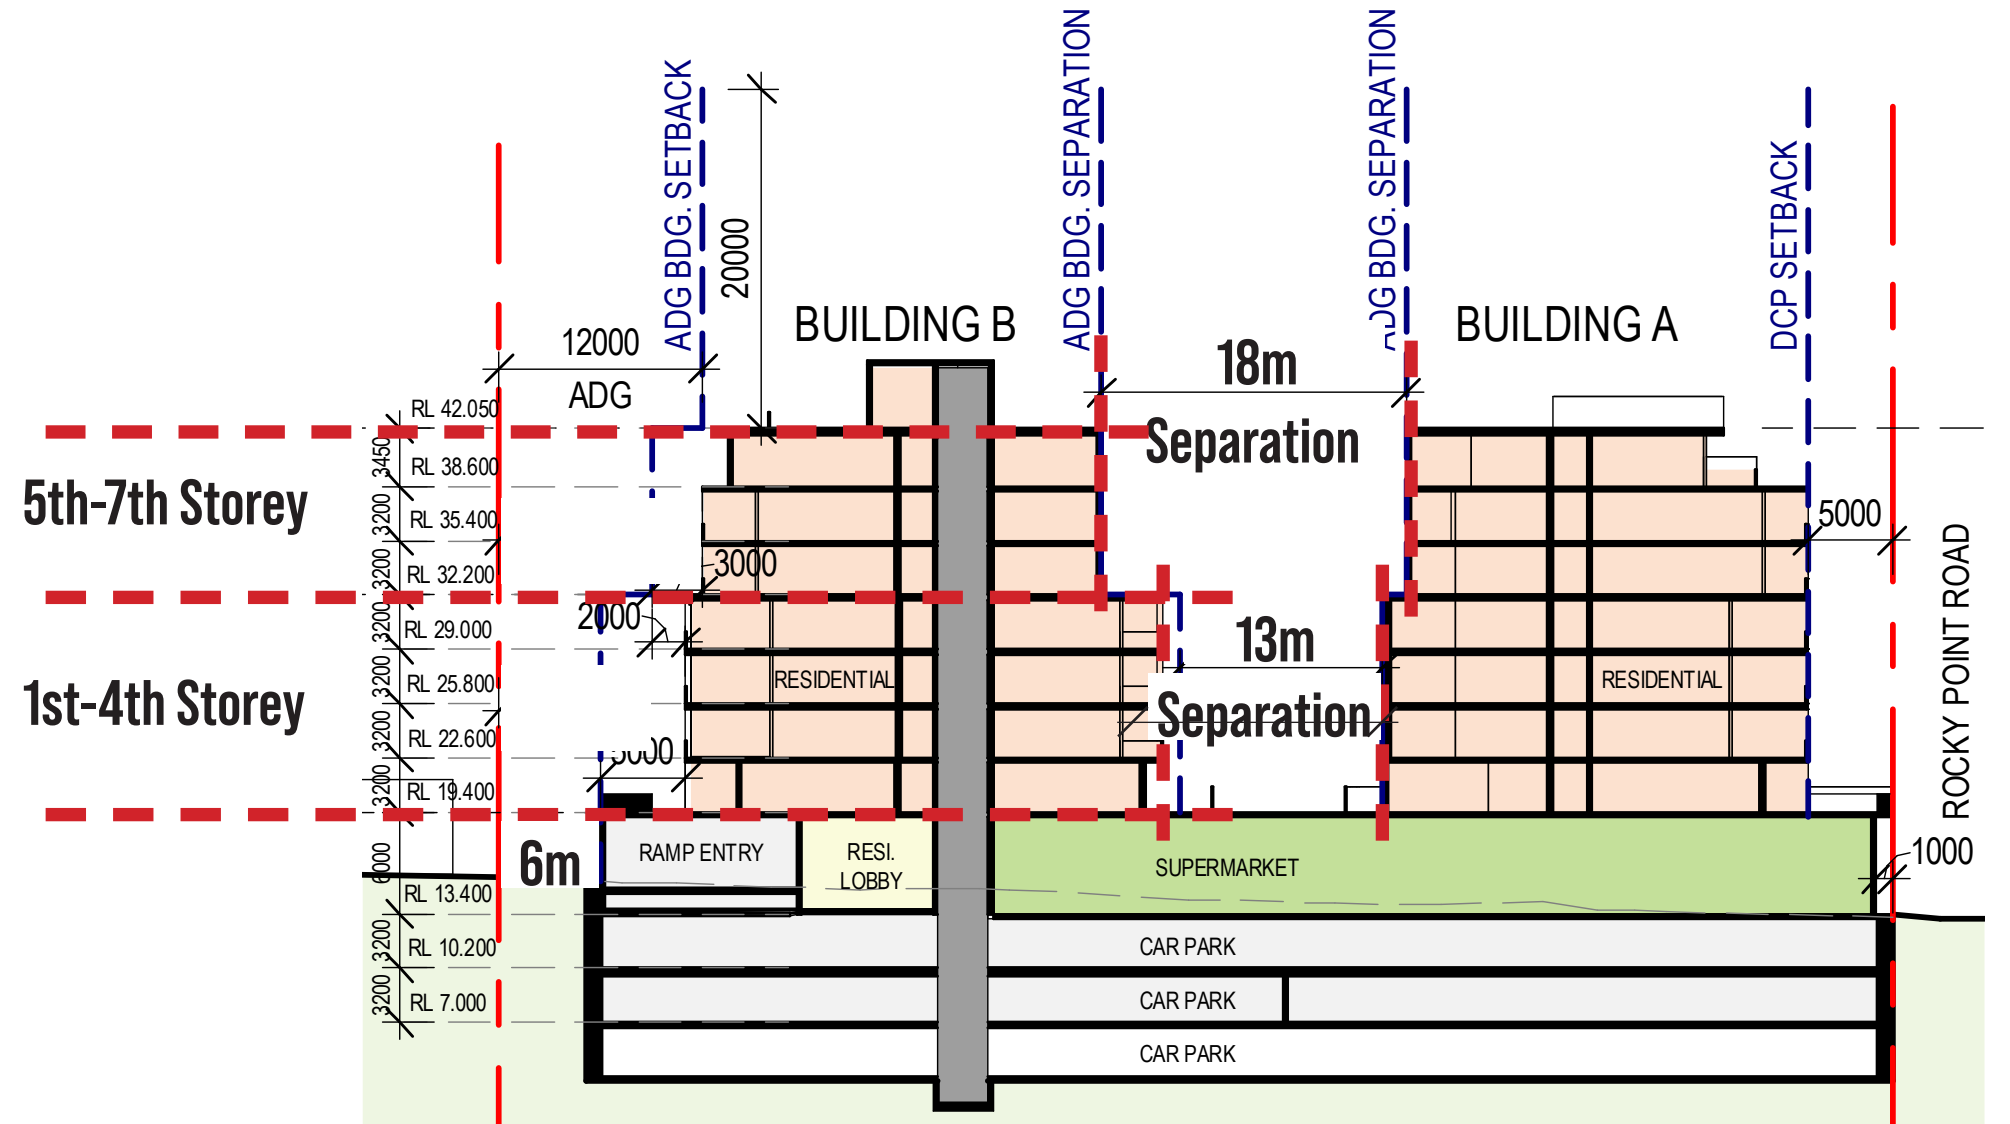 ADG BDG. SETBACK
20000
ADG BDG. SEPARATION
ADG BDG. SEPARATION
DCP SETBACK
BUILDING B
BUILDING A
12000
ADG
18m
Separation
RL 42.050
3450
RL 38.600
5th-7th Storey
3200
RL 35.400
5000
3200
RL 32.200
3000
3200
2000
RL 29.000
13m
RESIDENTIAL
RESIDENTIAL
3200
RL 25.800
1st-4th Storey
Separation
3200
RL 22.600
3200
RL 19.400
ROCKY POINT ROAD
6m
RAMP ENTRY
RESI.
LOBBY
SUPERMARKET
1000
6000
RL 13.400
3200
RL 10.200
CAR PARK
3200
RL 7.000
CAR PARK
CAR PARK